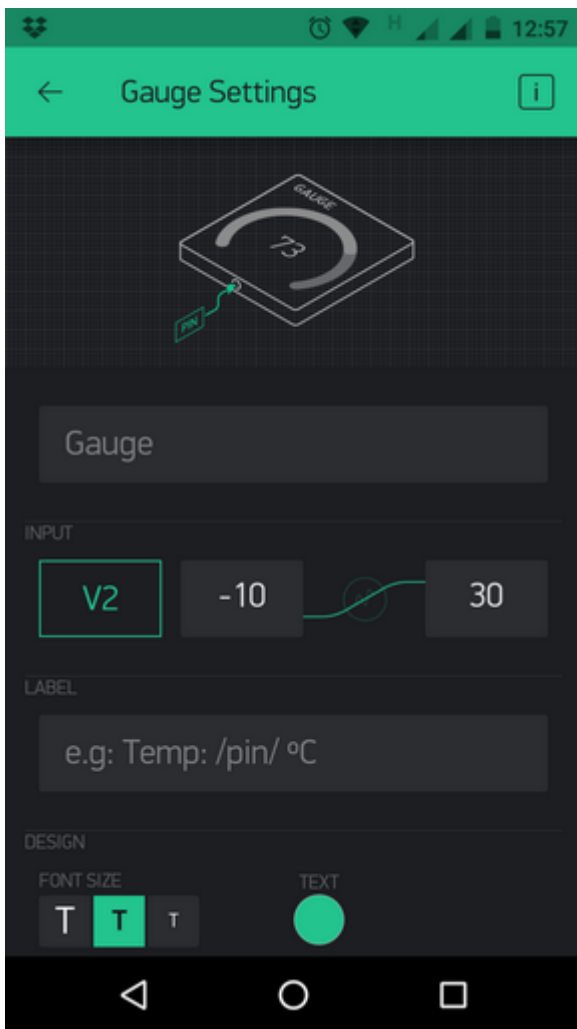 H 12:57
Gauge Settings i
GAUGE
73
PIN
Gauge
INPUT
V2 -10 30
LABEL
e.g: Temp: /pin/ ºC
DESIGN
FONT SIZE TEXT
T T T